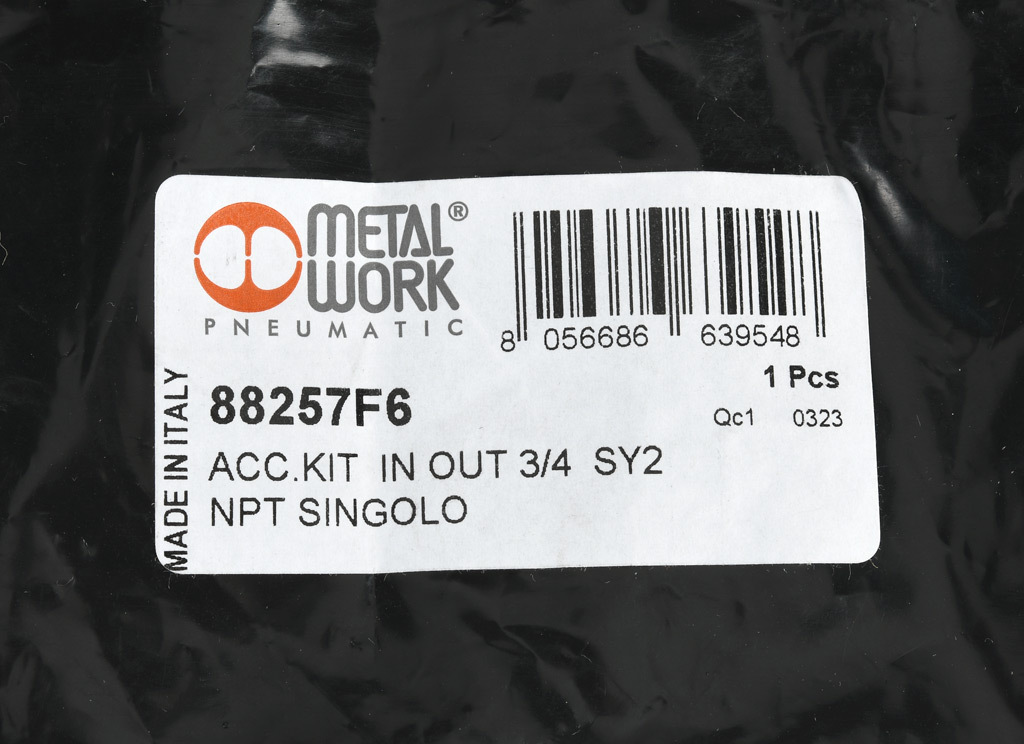 METAL®
WORK
PNEUMATIC
8 056686 639548
1 Pcs
88257F6
Qc1 0323
ACC.KIT IN OUT 3/4 SY2
NPT SINGOLO
MADE IN ITALY